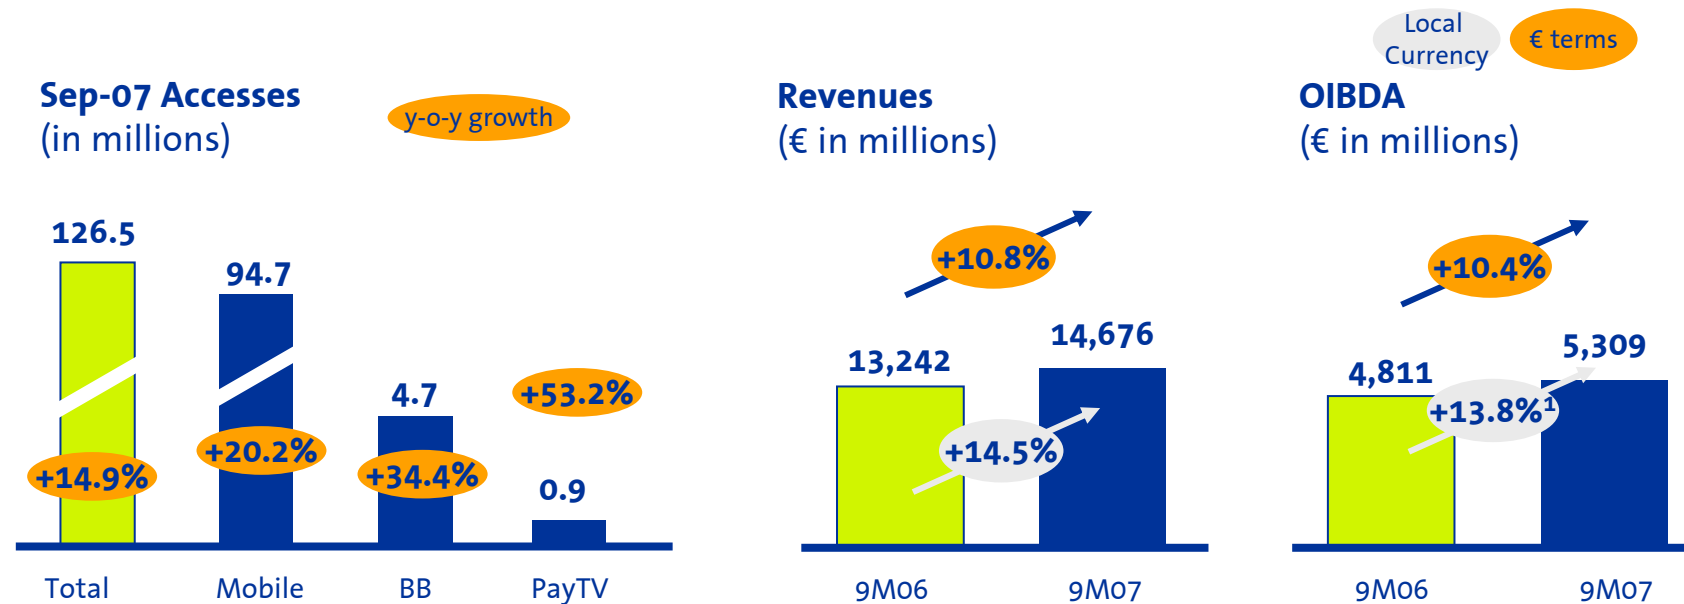 Local
Currency
€ terms
Sep-07 Accesses
(in millions)
y-o-y growth
126.5
94.7
4.7
0.9
+14.9%
+20.2%
+34.4%
+53.2%
Total
Mobile
BB
PayTV
Revenues
(€ in millions)
+10.8%
13,242
14,676
+14.5%
9M06
9M07
OIBDA
(€ in millions)
+10.4%
4,811
5,309
+13.8%¹
9M06
9M07